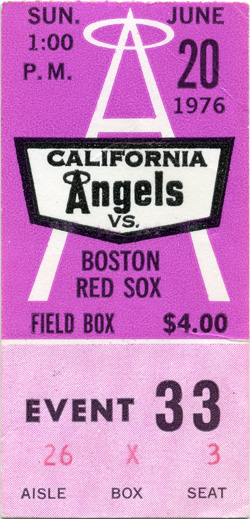 SUN. JUNE
1:00 20
P.M. 1976
CALIFORNIA
Angels
VS.
BOSTON
RED SOX
FIELD BOX $4.00
EVENT 33
26 X 3
AISLE BOX SEAT